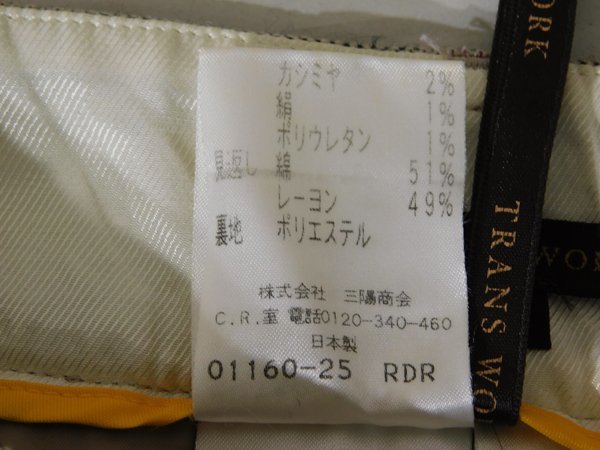 カシミヤ 2%
絹 1%
ポリウレタン 1%
見返し 綿 51%
レーヨン 49%
裏地 ポリエステル
株式会社 三陽商会
C.R.室 電話0120-340-460
日本製
01160-25 RDR
ORK
TRANS WO